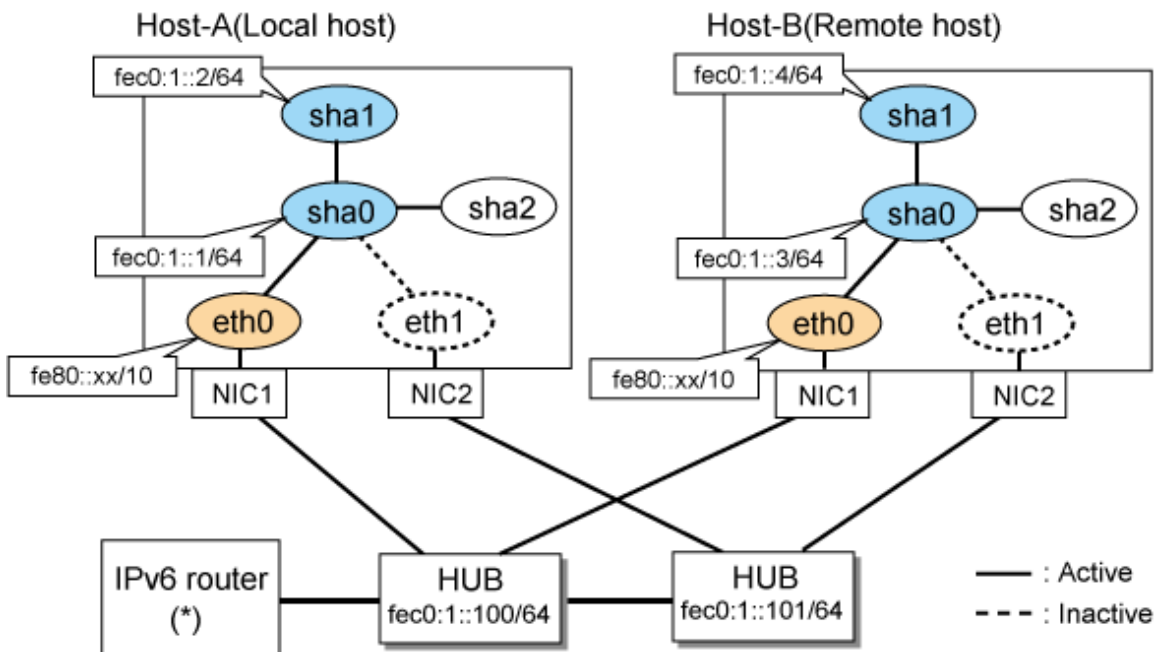 Host-A(Local host)
fec0:1::2/64
sha1
sha0
sha2
fec0:1::1/64
eth0
eth1
fe80::xx/10
NIC1
NIC2
Host-B(Remote host)
fec0:1::4/64
sha1
sha0
sha2
fec0:1::3/64
eth0
eth1
fe80::xx/10
NIC1
NIC2
IPv6 router
(*)
HUB
fec0:1::100/64
HUB
fec0:1::101/64
: Active
: Inactive